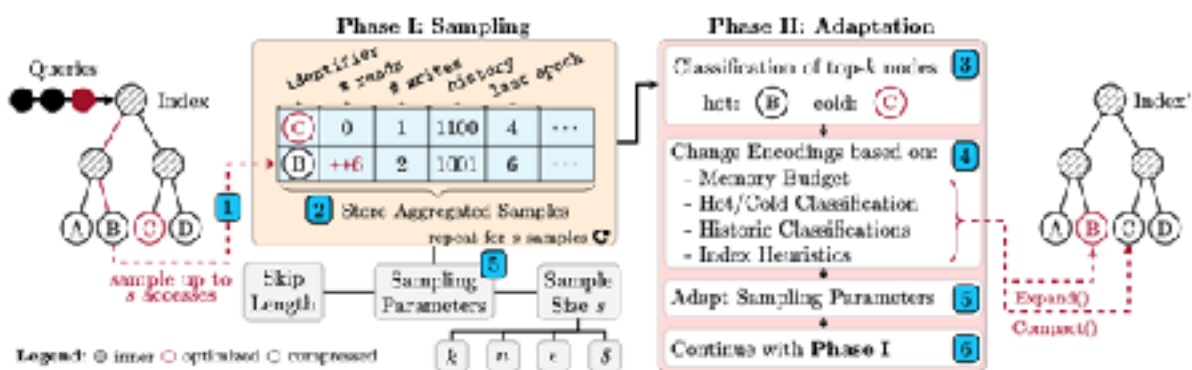 Phase I: Sampling
Phase II: Adaptation
Queries
Index
identifier
# reads
# writes
history
last epoch
C 0 1 1100 4 ...
B ++6 2 1001 6 ...
1
2 Store Aggregated Samples
repeat for s samples
A B C D
sample up to
s accesses
Skip
Length
Sampling
Parameters
5
Sample
Size s
k n ϵ δ
Legend: inner optimized compressed
Classification of top-k nodes 3
hot: B cold: C
Change Encodings based on: 4
- Memory Budget
- Hot/Cold Classification
- Historic Classifications
- Index Heuristics
Adapt Sampling Parameters 5
Continue with Phase I 6
Index'
A B C D
Expand()
Compact()